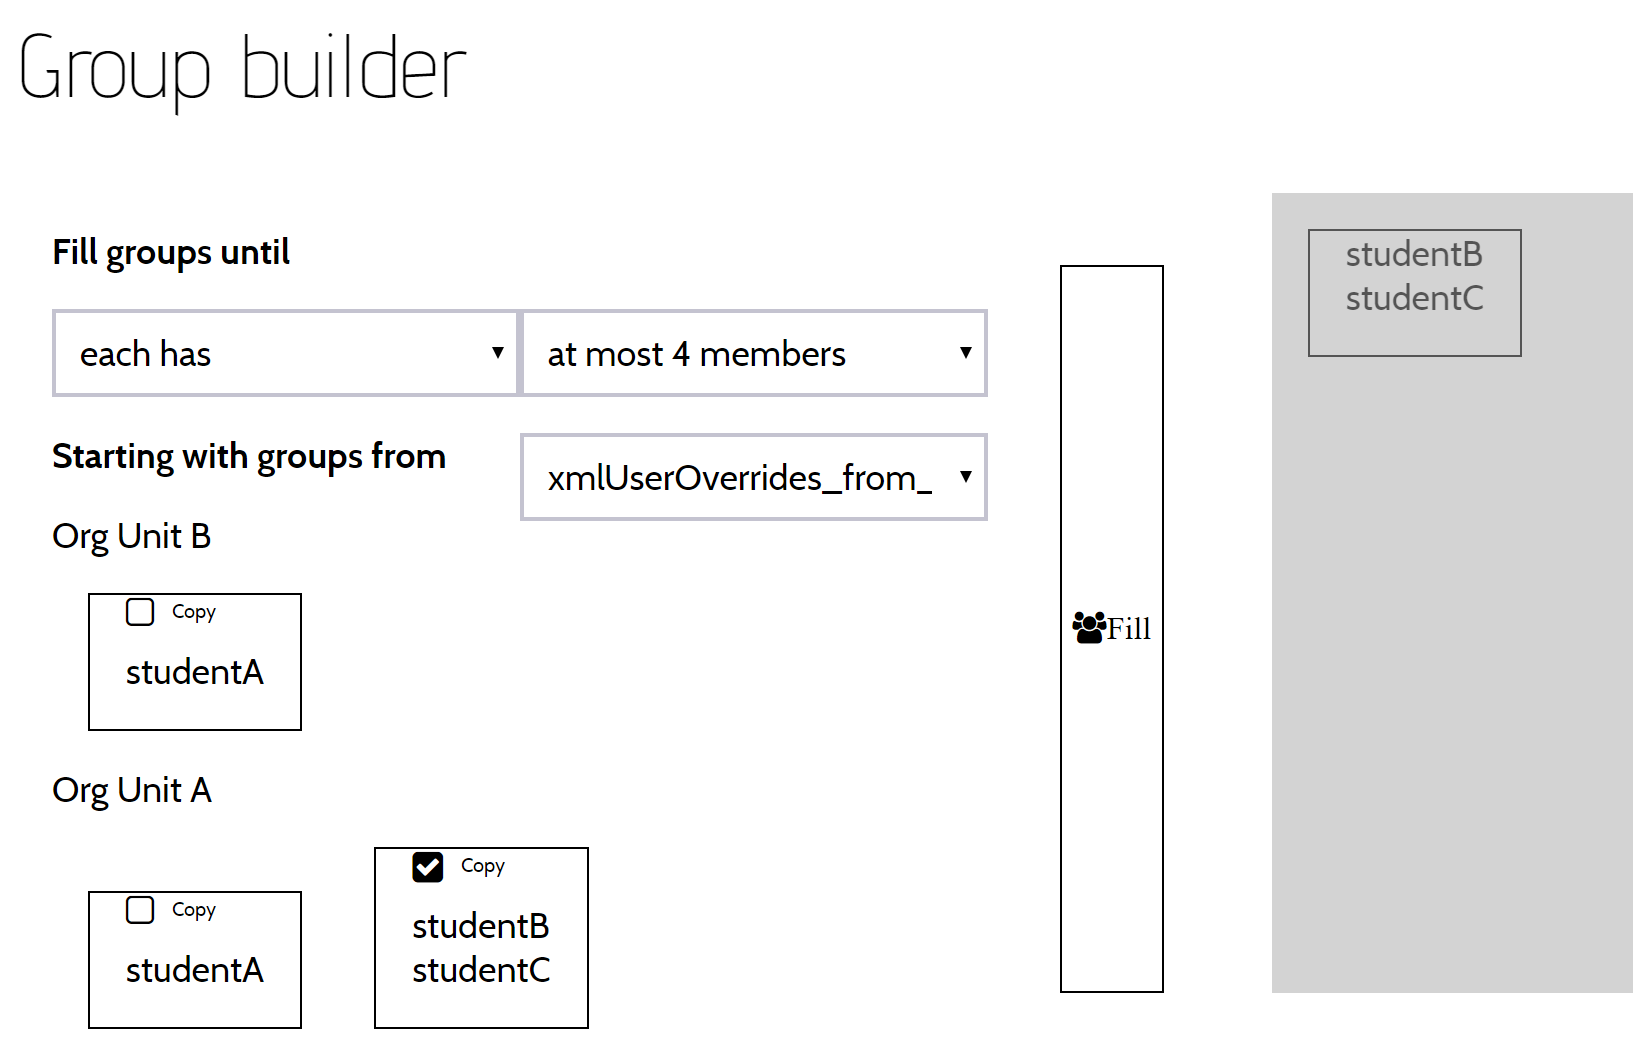 Group builder
Fill groups until
each has
at most 4 members
Starting with groups from
xmlUserOverrides_from_
Org Unit B
Copy
studentA
Org Unit A
Copy
studentA
Copy
studentB
studentC
Fill
studentB
studentC